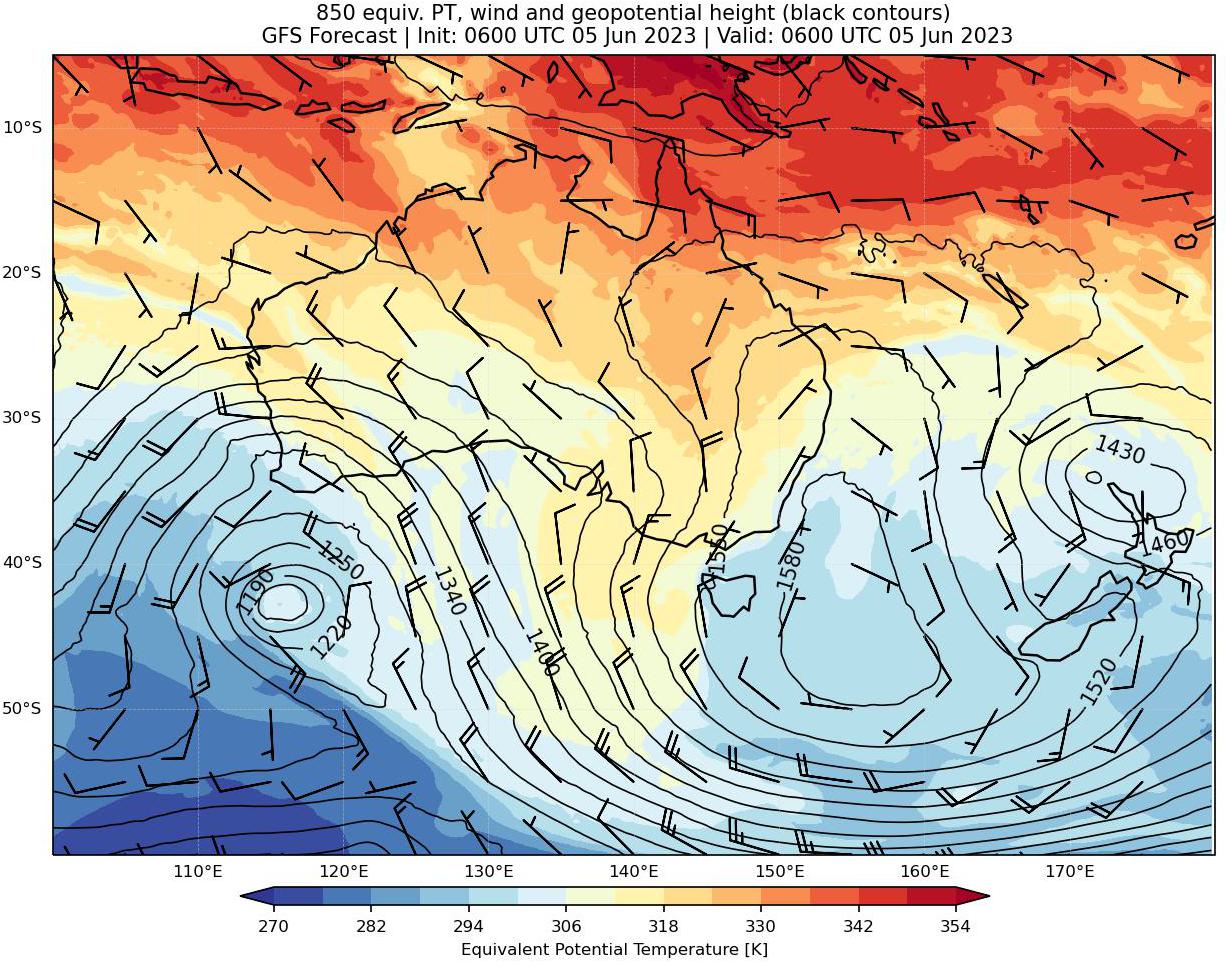 850 equiv. PT, wind and geopotential height (black contours)
GFS Forecast | Init: 0600 UTC 05 Jun 2023 | Valid: 0600 UTC 05 Jun 2023
10°S
20°S
30°S
40°S
50°S
1430
1460
1560
1580
1250
1190
1220
1340
1400
1520
110°E
120°E
130°E
140°E
150°E
160°E
170°E
270
282
294
306
318
330
342
354
Equivalent Potential Temperature [K]